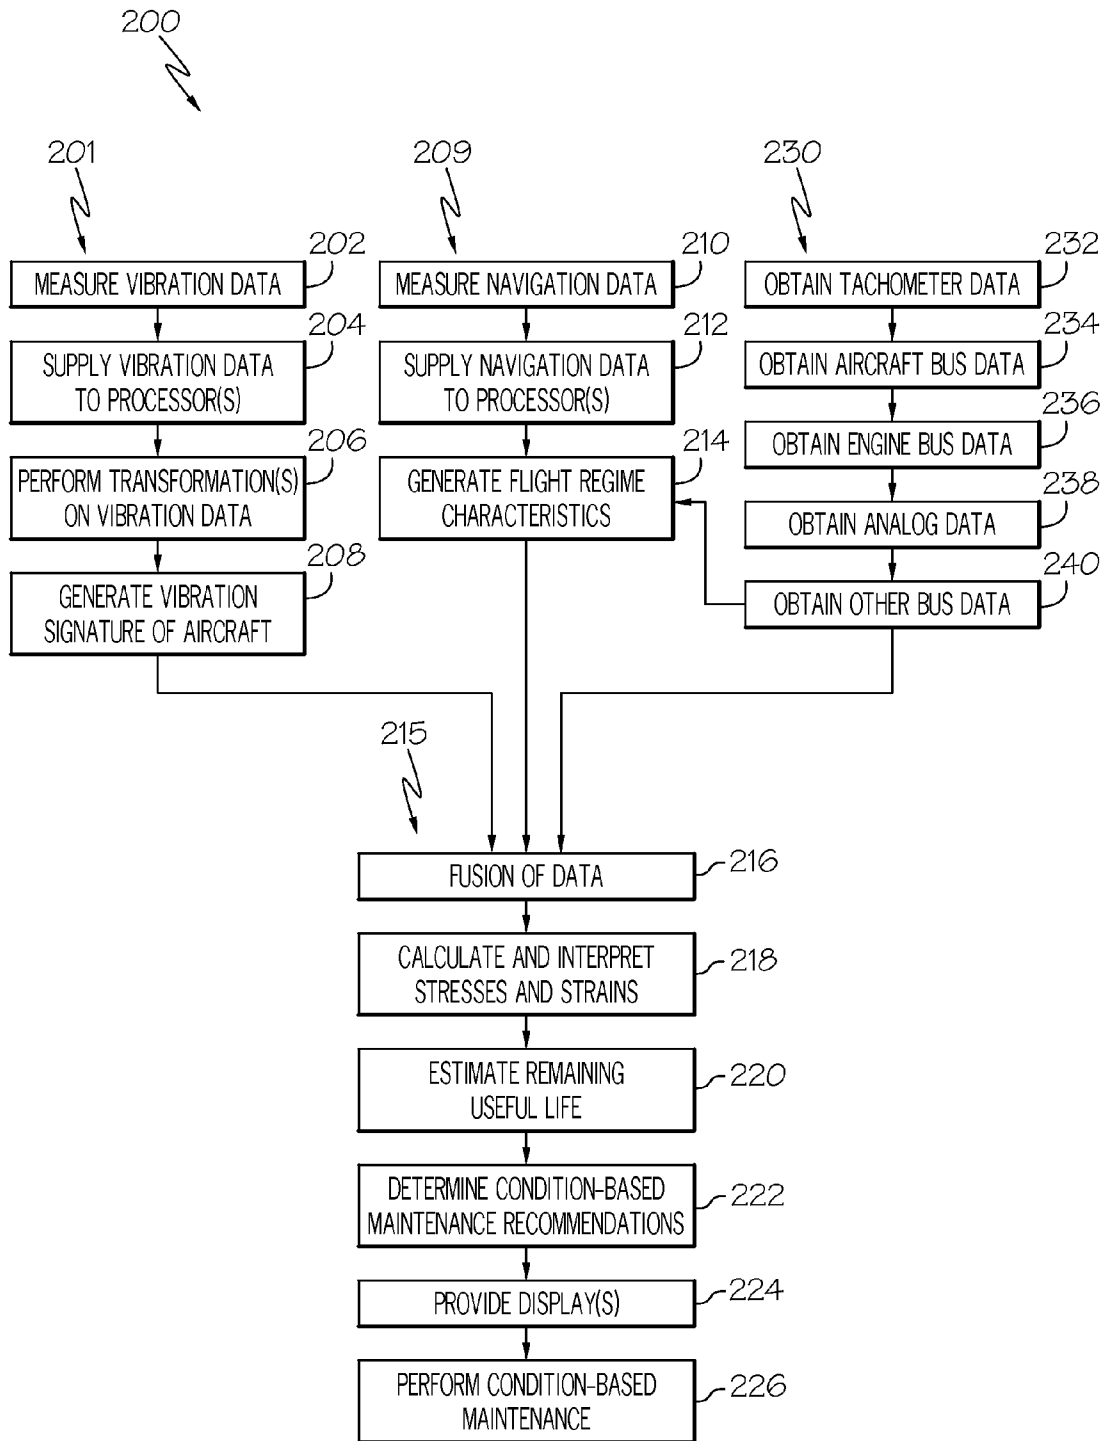 200
201
209
230
202
MEASURE VIBRATION DATA
204
SUPPLY VIBRATION DATA
TO PROCESSOR(S)
206
PERFORM TRANSFORMATION(S)
ON VIBRATION DATA
208
GENERATE VIBRATION
SIGNATURE OF AIRCRAFT
210
MEASURE NAVIGATION DATA
212
SUPPLY NAVIGATION DATA
TO PROCESSOR(S)
214
GENERATE FLIGHT REGIME
CHARACTERISTICS
232
OBTAIN TACHOMETER DATA
234
OBTAIN AIRCRAFT BUS DATA
236
OBTAIN ENGINE BUS DATA
238
OBTAIN ANALOG DATA
240
OBTAIN OTHER BUS DATA
215
FUSION OF DATA
216
CALCULATE AND INTERPRET
STRESSES AND STRAINS
218
ESTIMATE REMAINING
USEFUL LIFE
220
DETERMINE CONDITION-BASED
MAINTENANCE RECOMMENDATIONS
222
PROVIDE DISPLAY(S)
224
PERFORM CONDITION-BASED
MAINTENANCE
226